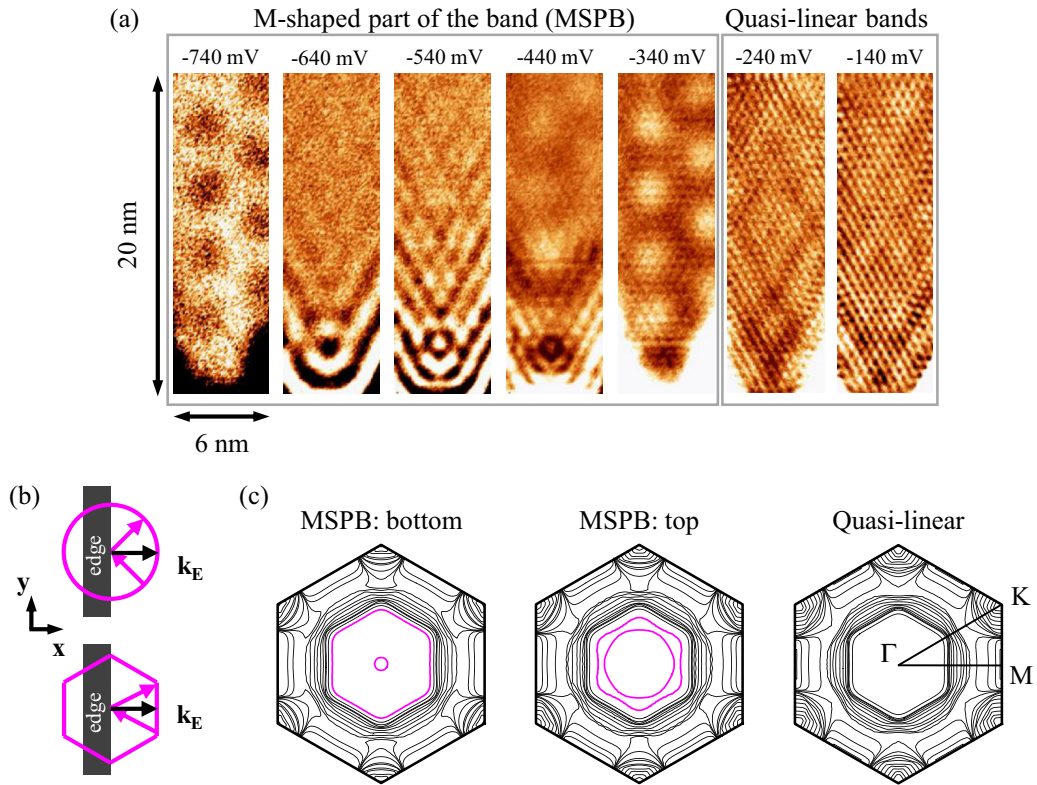 (a)
M-shaped part of the band (MSPB)
Quasi-linear bands
-740 mV
-640 mV
-540 mV
-440 mV
-340 mV
-240 mV
-140 mV
20 nm
6 nm
(b)
edge
k_E
y
x
edge
k_E
(c)
MSPB: bottom
MSPB: top
Quasi-linear
K
Γ
M